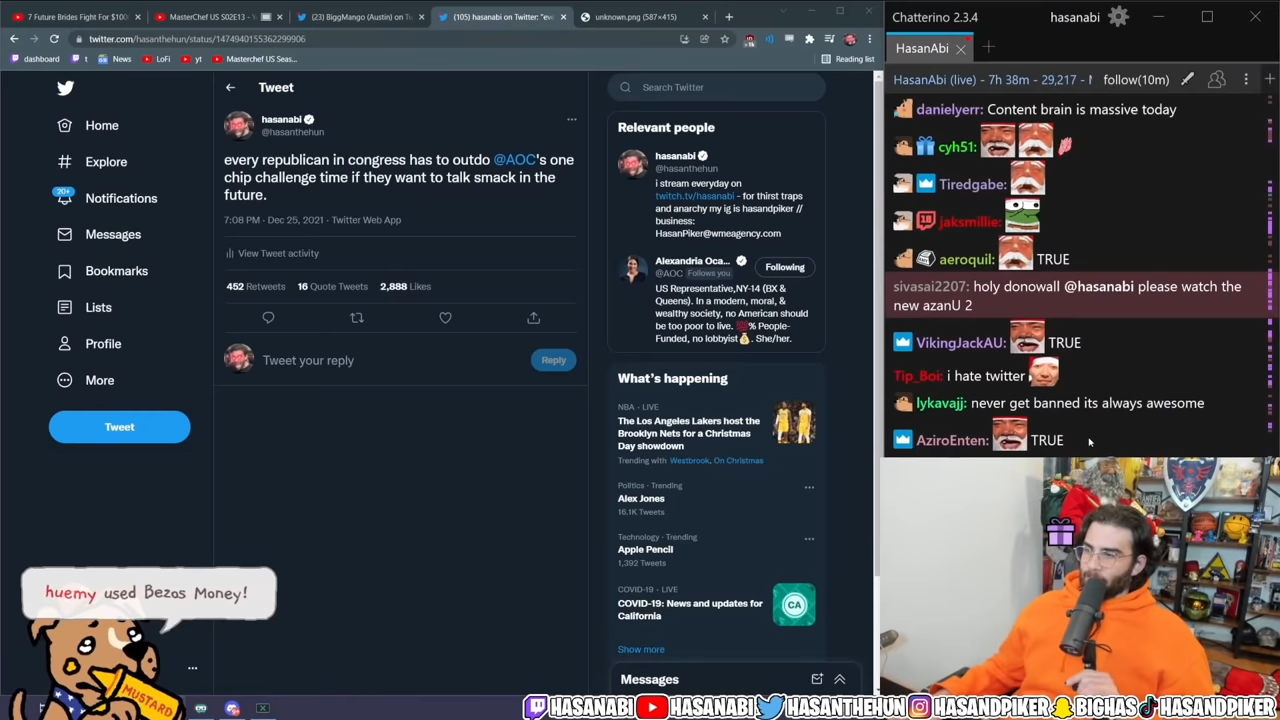 7 Future Brides Fight For $100
MasterChef US S02E13 -
(23) BiggMango (Austin) on Tw
(105) hasanabi on Twitter: "eve
unknown.png (587×415)
twitter.com/hasanthehun/status/1474940155362299906
dashboard
t
News
LoFi
yt
Masterchef US Seas...
Reading list
Home
Explore
20+
Notifications
Messages
Bookmarks
Lists
Profile
More
Tweet
Tweet
hasanabi
@hasanthehun
every republican in congress has to outdo @AOC's one
chip challenge time if they want to talk smack in the
future.
7:08 PM · Dec 25, 2021 · Twitter Web App
View Tweet activity
452 Retweets 16 Quote Tweets 2,888 Likes
Tweet your reply
Reply
Search Twitter
Relevant people
hasanabi
@hasanthehun
i stream everyday on
twitch.tv/hasanabi - for thirst traps
and anarchy my ig is hasandpiker //
business:
HasanPiker@wmeagency.com
Alexandria Oca...
@AOC Follows you
Following
US Representative,NY-14 (BX &
Queens). In a modern, moral, &
wealthy society, no American should
be too poor to live. 💯% People-
Funded, no lobbyist💰. She/her.
What's happening
NBA · LIVE
The Los Angeles Lakers host the
Brooklyn Nets for a Christmas
Day showdown
Trending with Westbrook, On Christmas
Politics · Trending
Alex Jones
16.1K Tweets
Technology · Trending
Apple Pencil
1,392 Tweets
COVID-19 · LIVE
COVID-19: News and updates for
California
CA
Show more
Messages
Chatterino 2.3.4
hasanabi
HasanAbi
HasanAbi (live) - 7h 38m - 29,217 -
follow(10m)
danielyerr: Content brain is massive today
cyh51:
Tiredgabe:
18 jaksmillie:
aeroquil: TRUE
sivasai2207: holy donowall @hasanabi please watch the
new azanU 2
VikingJackAU: TRUE
Tip_Boi: i hate twitter
lykavajj: never get banned its always awesome
AziroEnten: TRUE
huemy used Bezos Money!
MUSTARD
HASANABI HASANABI HASANTHEHUN HASANDPIKER BIGHAS HASANDPIKER